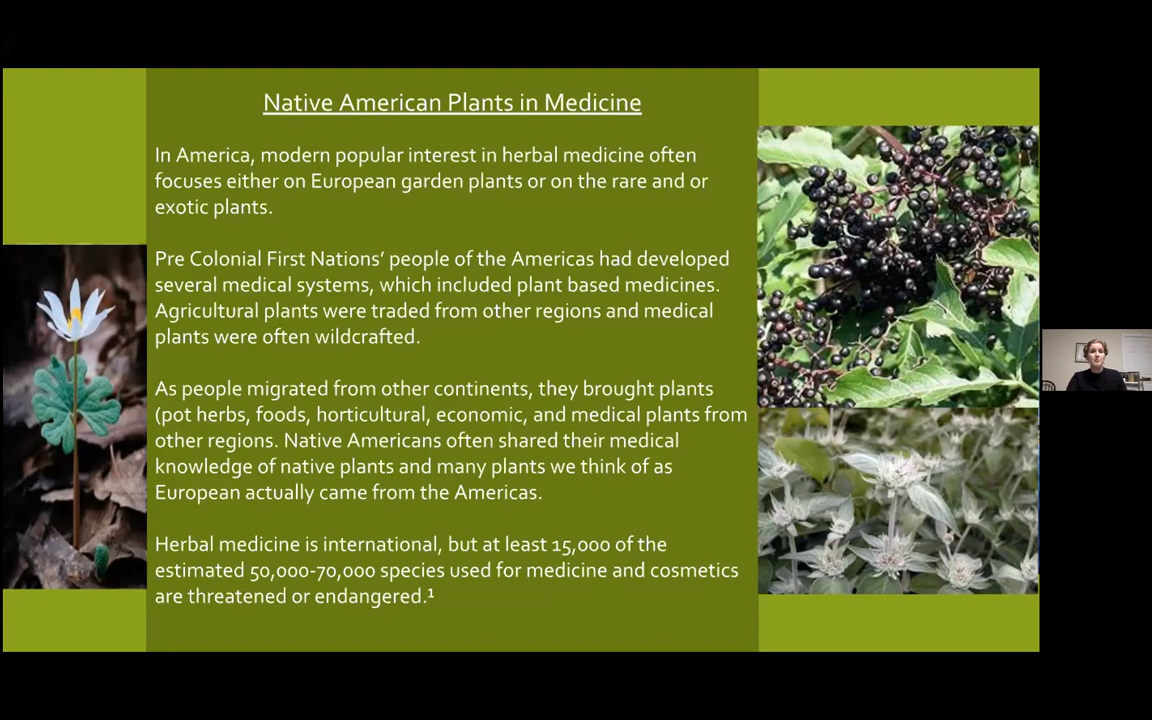 Native American Plants in Medicine
In America, modern popular interest in herbal medicine often
focuses either on European garden plants or on the rare and or
exotic plants.
Pre Colonial First Nations’ people of the Americas had developed
several medical systems, which included plant based medicines.
Agricultural plants were traded from other regions and medical
plants were often wildcrafted.
As people migrated from other continents, they brought plants
(pot herbs, foods, horticultural, economic, and medical plants from
other regions. Native Americans often shared their medical
knowledge of native plants and many plants we think of as
European actually came from the Americas.
Herbal medicine is international, but at least 15,000 of the
estimated 50,000-70,000 species used for medicine and cosmetics
are threatened or endangered.¹